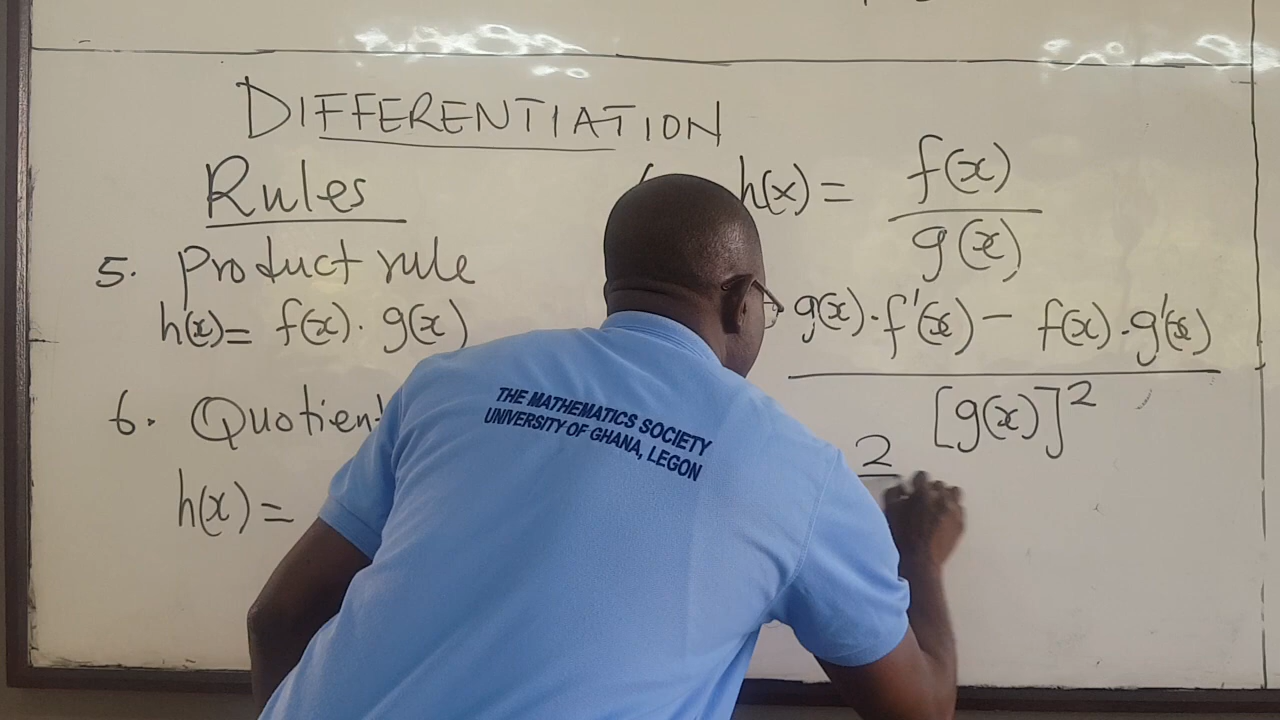 DIFFERENTIATION
Rules
5. Product rule
h(x)= f(x). g(x)
6. Quotient
h(x) =
h(x) = f(x)
g(x)
g(x).f'(x) - f(x).g'(x)
[g(x)]²
2
THE MATHEMATICS SOCIETY
UNIVERSITY OF GHANA, LEGON